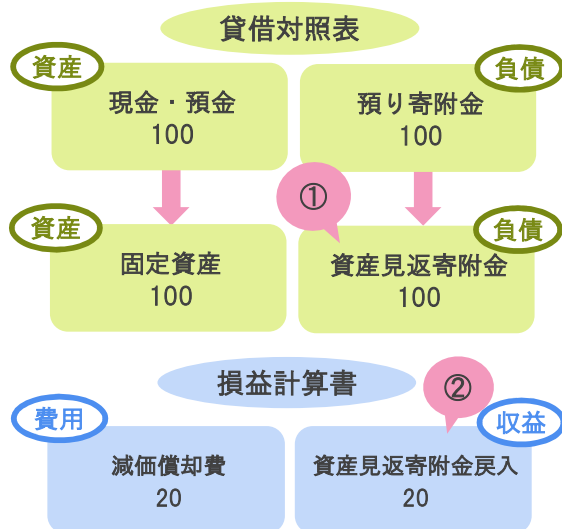 貸借対照表
資産
現金・預金
100
負債
預り寄附金
100
①
資産
固定資産
100
負債
資産見返寄附金
100
損益計算書
②
費用
減価償却費
20
収益
資産見返寄附金戻入
20